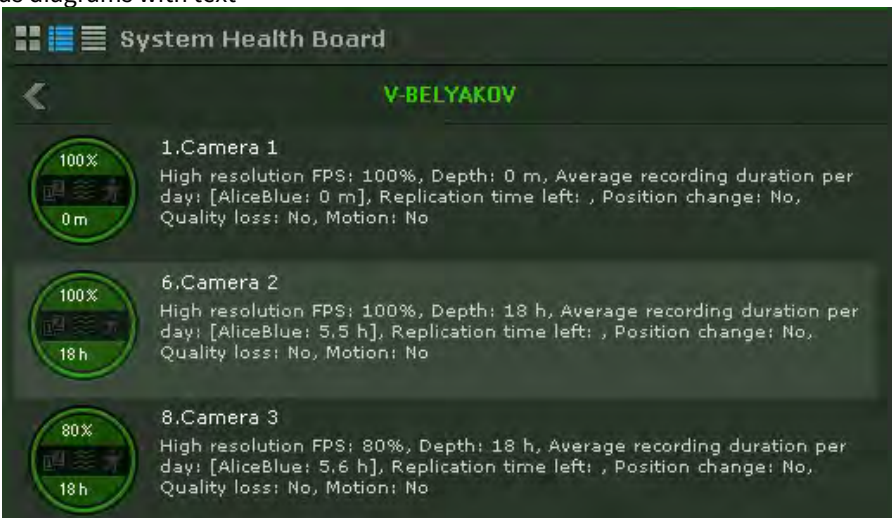 as diagrams with text
System Health Board
V-BELYAKOV
100%
0 m
1.Camera 1
High resolution FPS: 100%, Depth: 0 m, Average recording duration per
day: [AliceBlue: 0 m], Replication time left: , Position change: No,
Quality loss: No, Motion: No
100%
18 h
6.Camera 2
High resolution FPS: 100%, Depth: 18 h, Average recording duration per
day: [AliceBlue: 5.5 h], Replication time left: , Position change: No,
Quality loss: No, Motion: No
80%
18 h
8.Camera 3
High resolution FPS: 80%, Depth: 18 h, Average recording duration per
day: [AliceBlue: 5.6 h], Replication time left: , Position change: No,
Quality loss: No, Motion: No